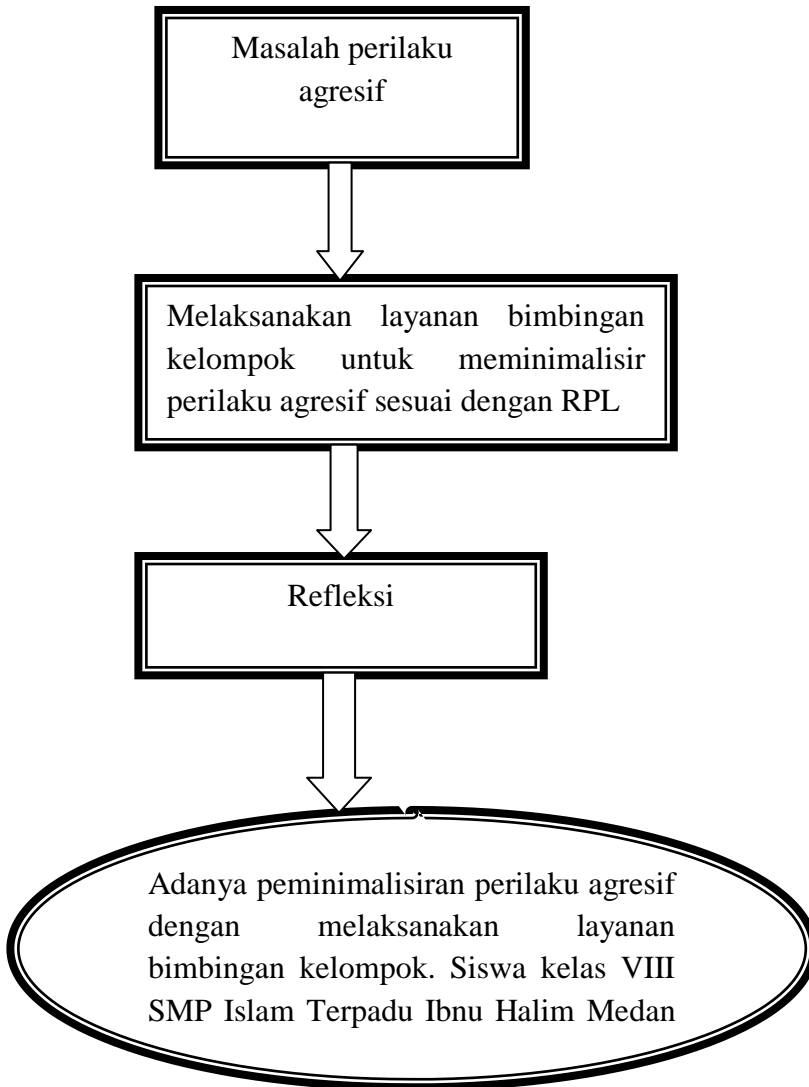 Masalah perilaku
agresif
Melaksanakan layanan bimbingan
kelompok untuk meminimalisir
perilaku agresif sesuai dengan RPL
Refleksi
Adanya peminimalisiran perilaku agresif
dengan melaksanakan layanan
bimbingan kelompok. Siswa kelas VIII
SMP Islam Terpadu Ibnu Halim Medan